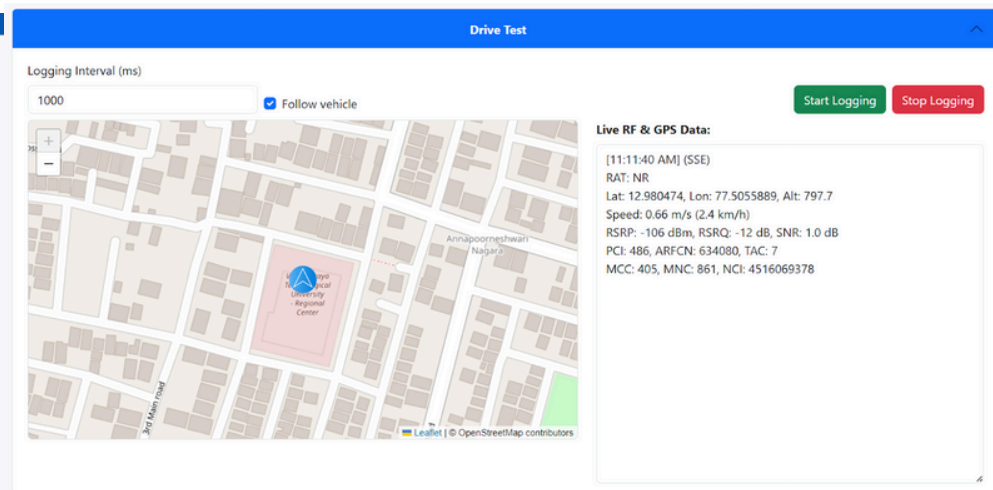 Drive Test
Logging Interval (ms)
1000
Follow vehicle
Start Logging
Stop Logging
+
−
Annapoorneshwari
Nagara
University
- Regional
Center
3rd Main road
Leaflet | © OpenStreetMap contributors
Live RF & GPS Data:
[11:11:40 AM] (SSE)
RAT: NR
Lat: 12.980474, Lon: 77.5055889, Alt: 797.7
Speed: 0.66 m/s (2.4 km/h)
RSRP: -106 dBm, RSRQ: -12 dB, SNR: 1.0 dB
PCI: 486, ARFCN: 634080, TAC: 7
MCC: 405, MNC: 861, NCI: 4516069378